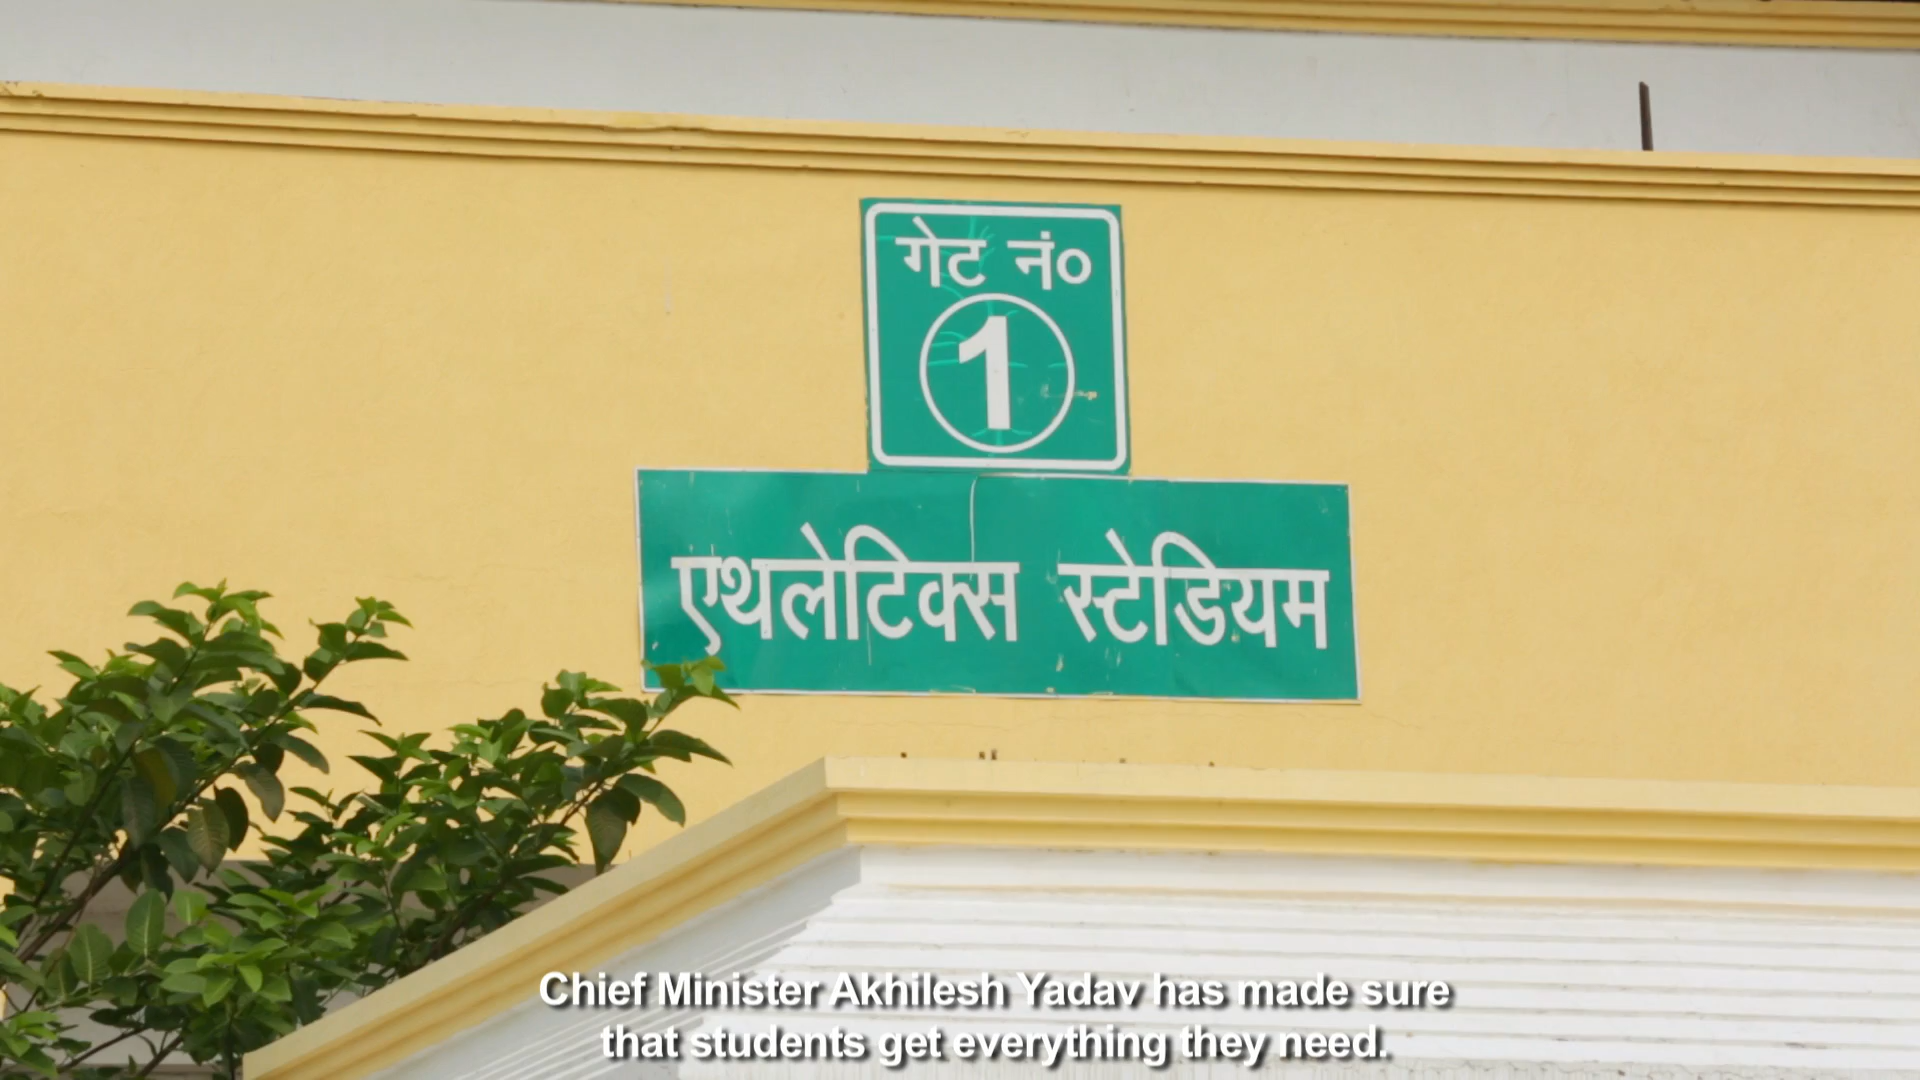 गेट नं०
1
एथलेटिक्स स्टेडियम
Chief Minister Akhilesh Yadav has made sure
that students get everything they need.